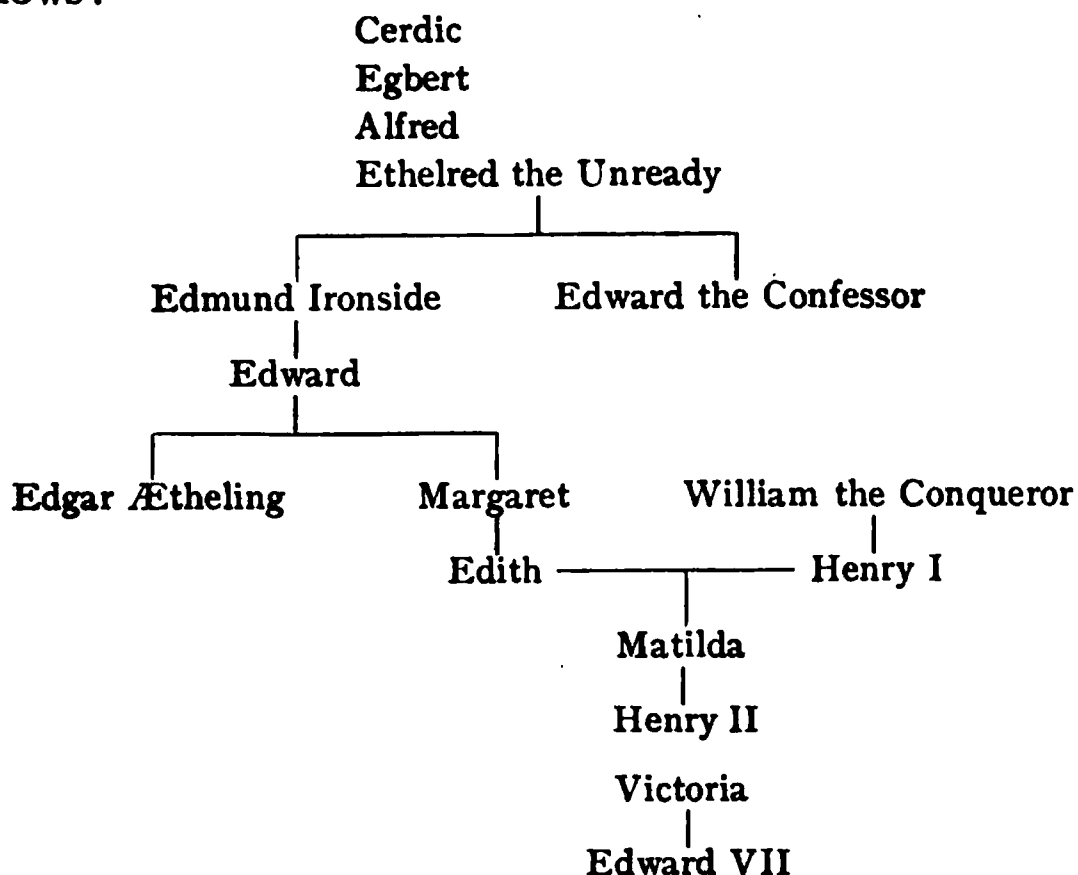 Cerdic
Egbert
Alfred
Ethelred the Unready
Edmund Ironside Edward the Confessor
Edward
Edgar Ætheling Margaret William the Conqueror
Edith Henry I
Matilda
Henry II
Victoria
Edward VII